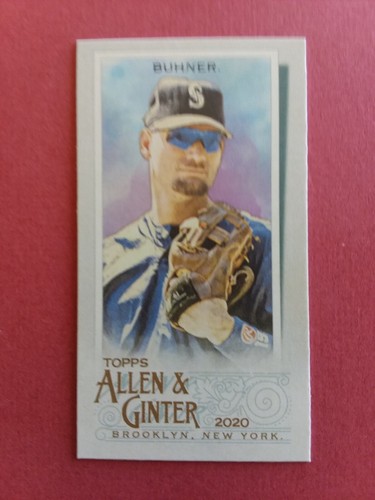 BUHNER.
S
TOPPS
ALLEN &
GINTER 2020
BROOKLYN, NEW YORK.